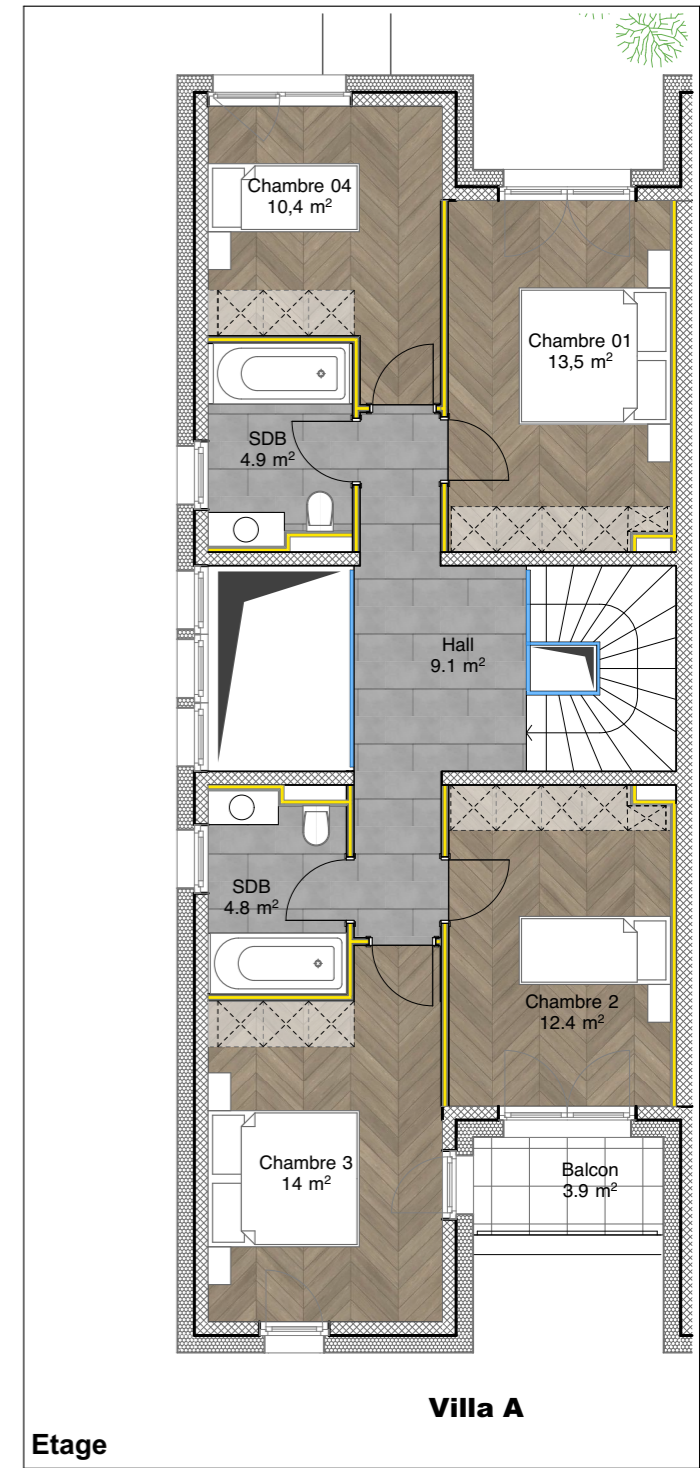 Chambre 04
10,4 m²
Chambre 01
13,5 m²
SDB
4.9 m²
Hall
9.1 m²
SDB
4.8 m²
Chambre 2
12.4 m²
Chambre 3
14 m²
Balcon
3.9 m²
Villa A
Etage